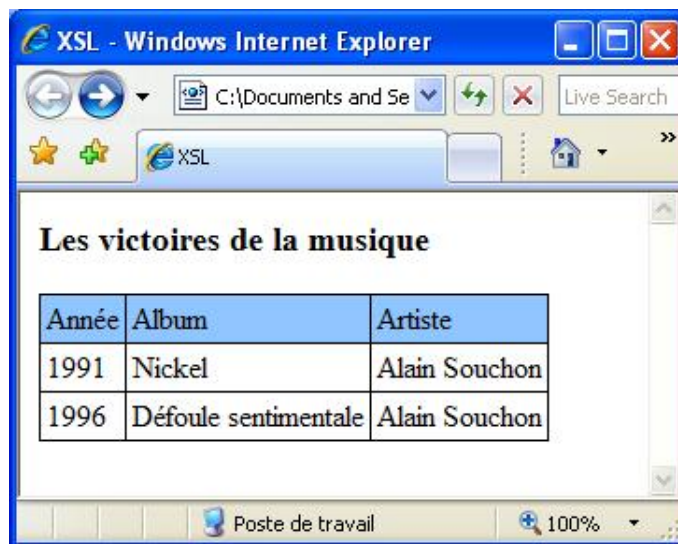 XSL - Windows Internet Explorer
C:\Documents and Se
Live Search
XSL
»
Les victoires de la musique
Année Album Artiste
1991 Nickel Alain Souchon
1996 Défoule sentimentale Alain Souchon
Poste de travail 100%